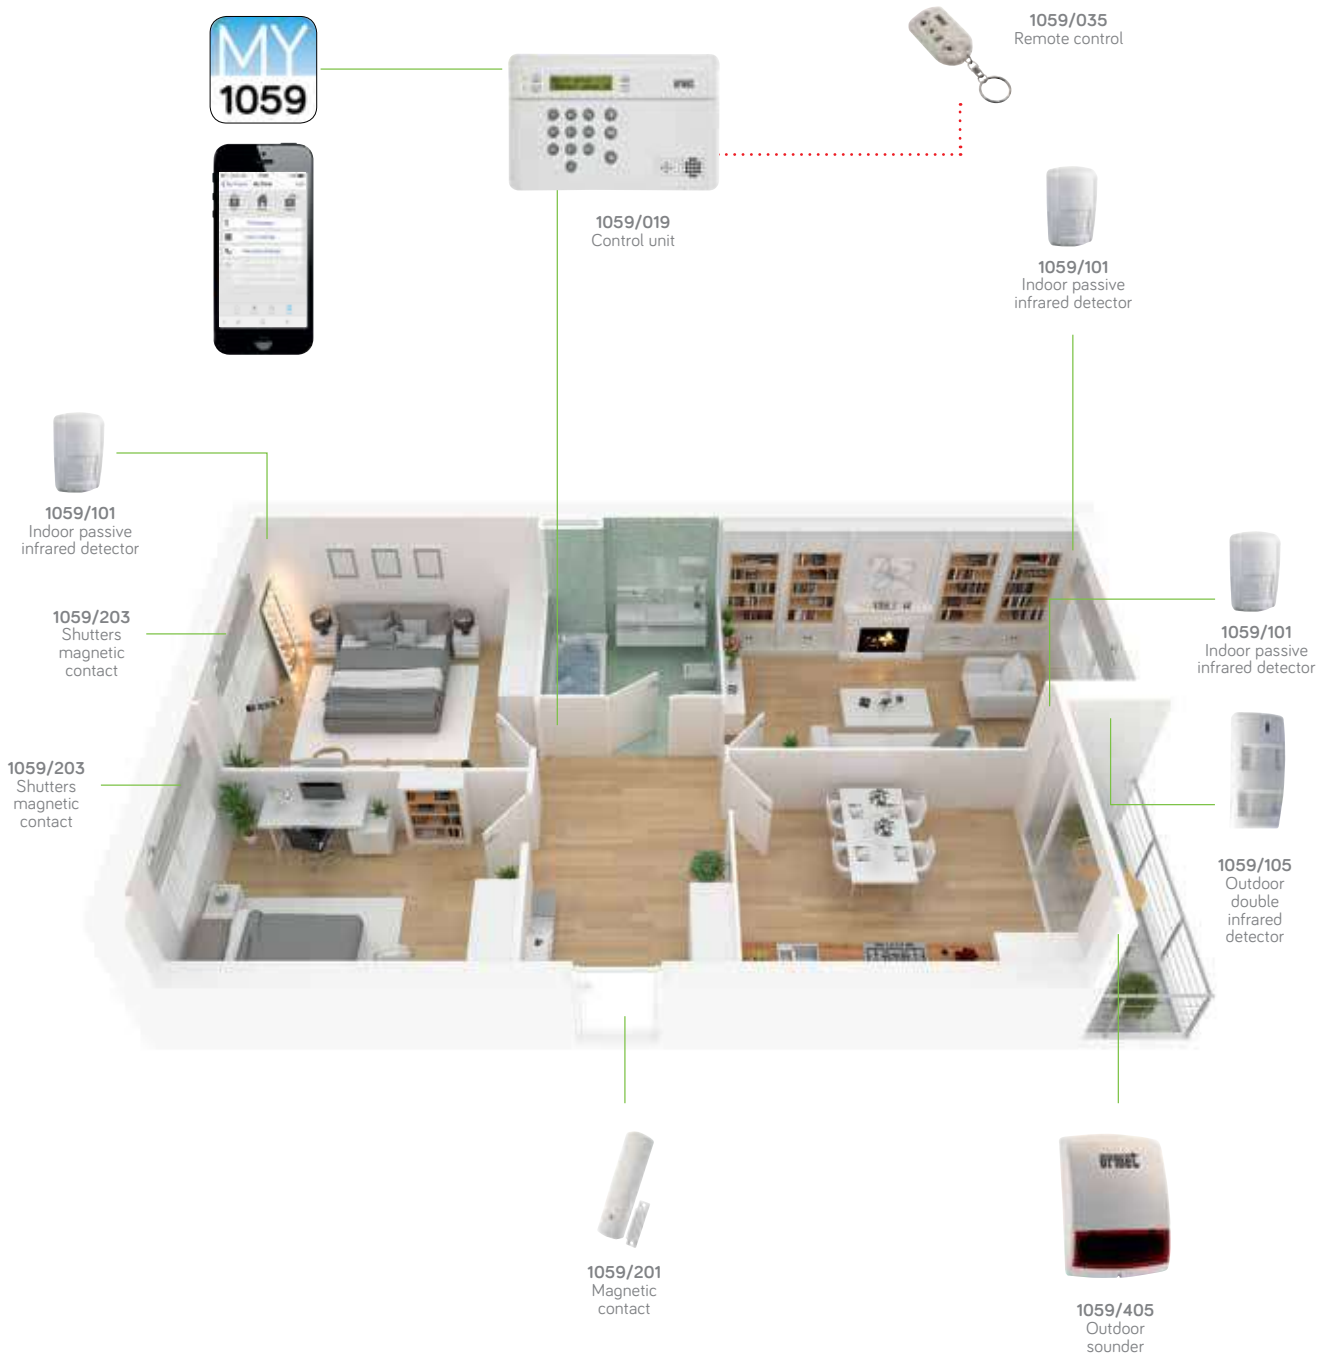 MY
1059
1059/035
Remote control
urmet
1059/019
Control unit
1059/101
Indoor passive
infrared detector
1059/101
Indoor passive
infrared detector
1059/203
Shutters
magnetic
contact
1059/101
Indoor passive
infrared detector
1059/203
Shutters
magnetic
contact
1059/105
Outdoor
double
infrared
detector
1059/201
Magnetic
contact
urmet
1059/405
Outdoor
sounder